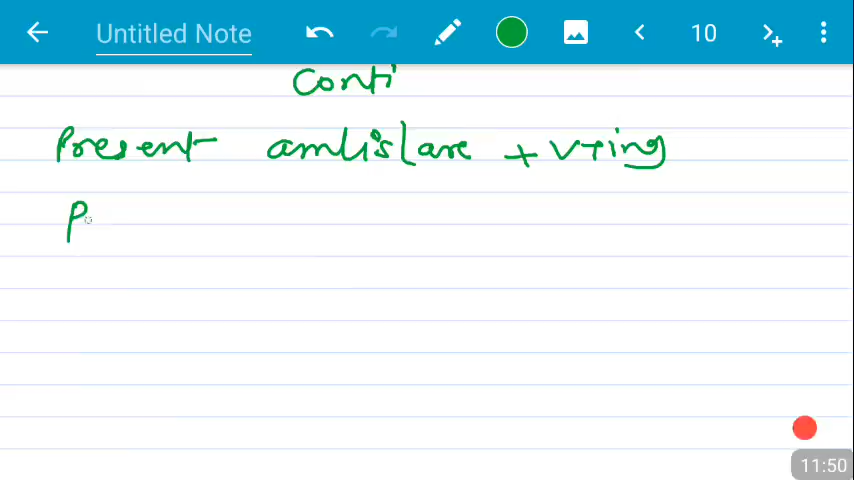 Untitled Note
10
Conti
Present am/is/are + V+ing
P
11:50